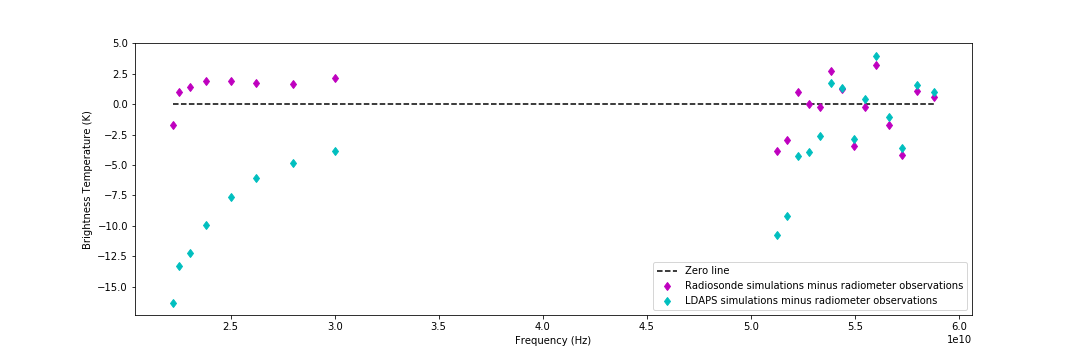 5.0
2.5
0.0
−2.5
−5.0
−7.5
−10.0
−12.5
−15.0
Brightness Temperature (K)
Zero line
Radiosonde simulations minus radiometer observations
LDAPS simulations minus radiometer observations
2.5 3.0 3.5 4.0 4.5 5.0 5.5 6.0
1e10
Frequency (Hz)